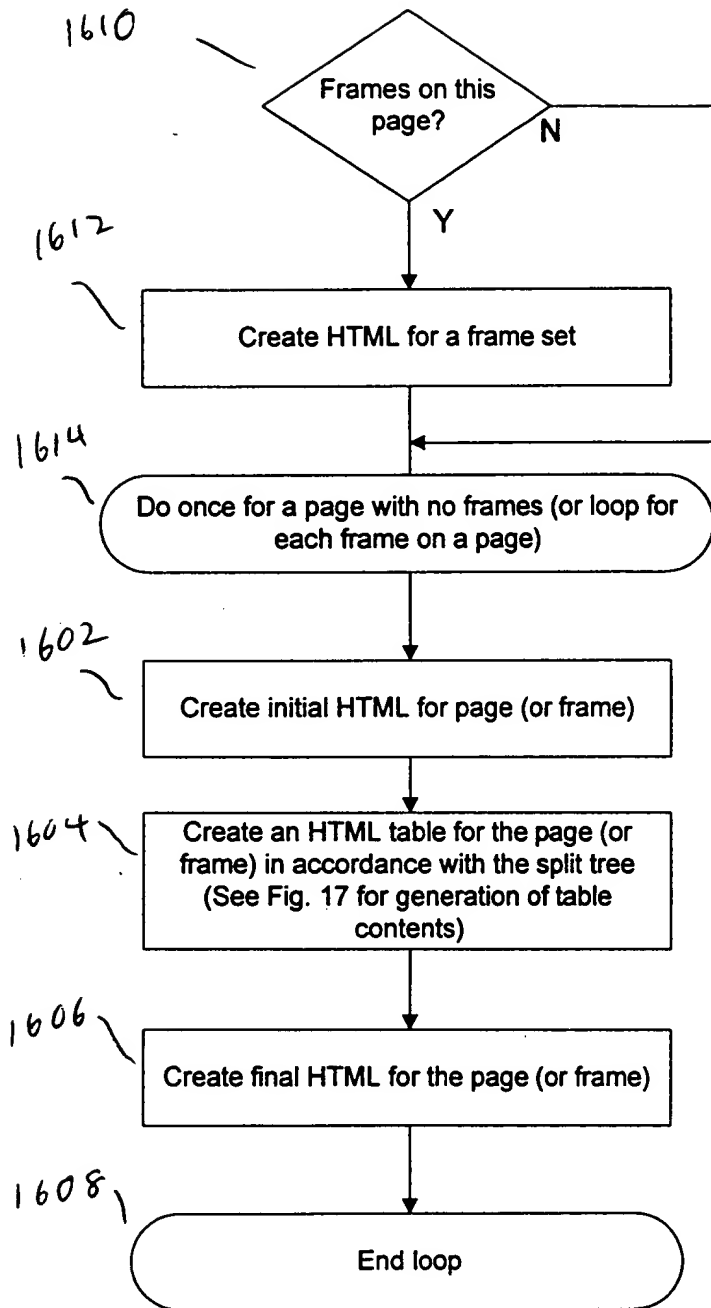 1610
Frames on this
page?
N
Y
1612
Create HTML for a frame set
1614
Do once for a page with no frames (or loop for
each frame on a page)
1602
Create initial HTML for page (or frame)
1604
Create an HTML table for the page (or
frame) in accordance with the split tree
(See Fig. 17 for generation of table
contents)
1606
Create final HTML for the page (or frame)
1608
End loop